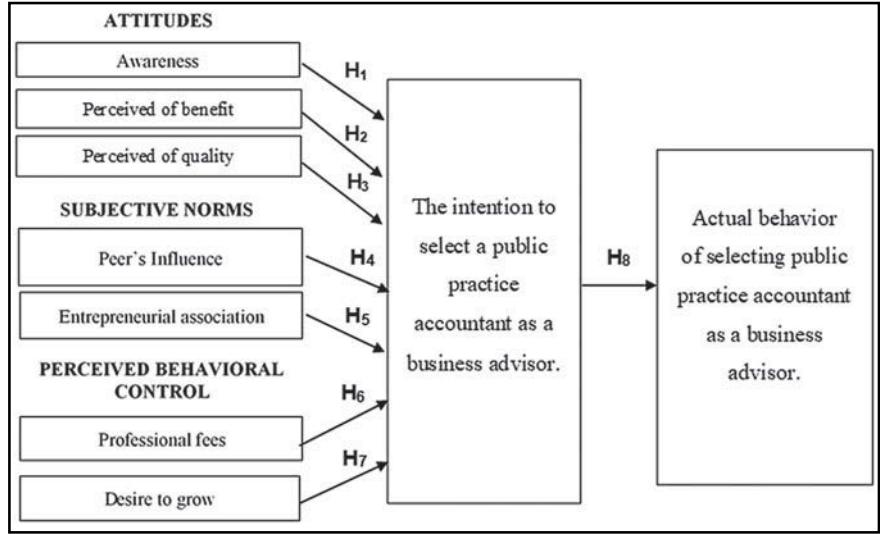 ATTITUDES
Awareness
H1
Perceived of benefit
H2
Perceived of quality
H3
SUBJECTIVE NORMS
Peer's Influence
H4
Entrepreneurial association
H5
PERCEIVED BEHAVIORAL
CONTROL
Professional fees
H6
Desire to grow
H7
The intention to
select a public
practice
accountant as a
business advisor.
H8
Actual behavior
of selecting public
practice accountant
as a business
advisor.